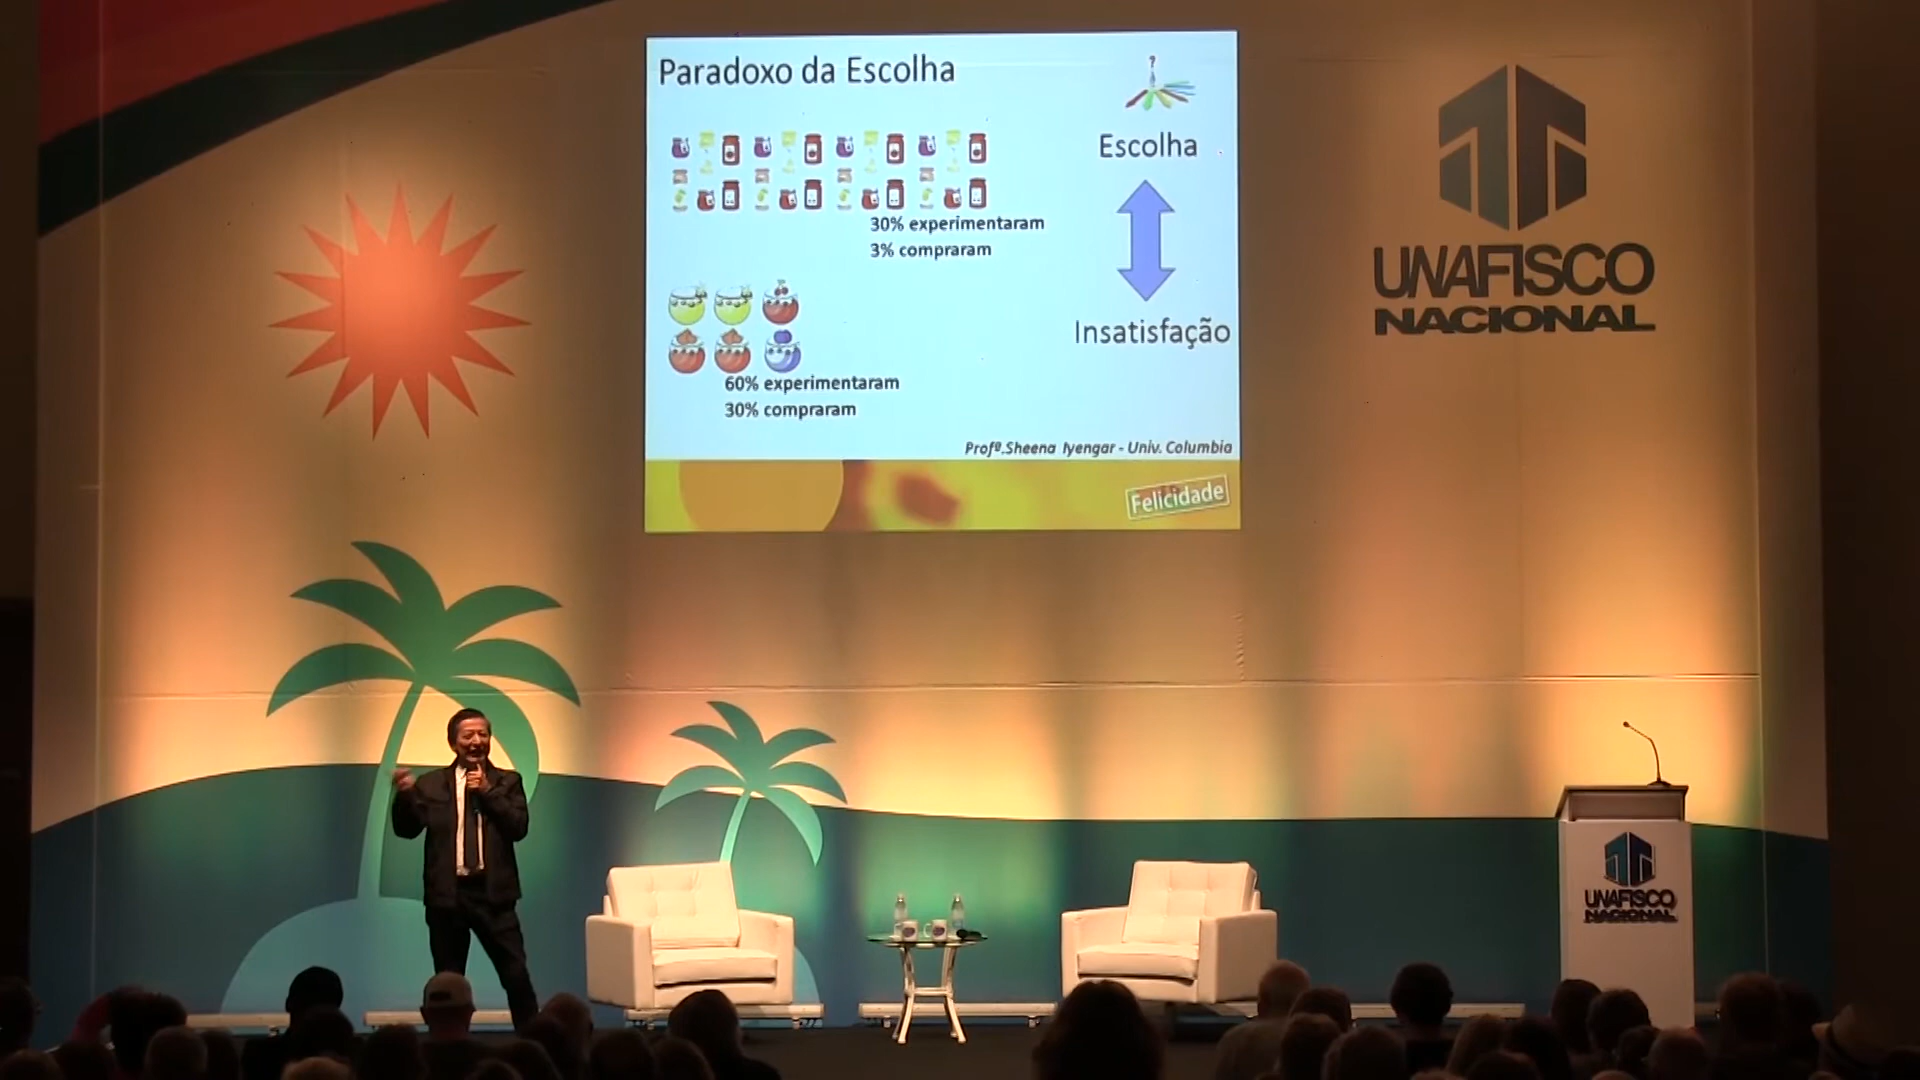 Paradoxo da Escolha
?
Escolha
30% experimentaram
3% compraram
Insatisfação
60% experimentaram
30% compraram
Profª.Sheena Iyengar - Univ. Columbia
Felicidade
UNAFISCO
NACIONAL
UNAFISCO
NACIONAL